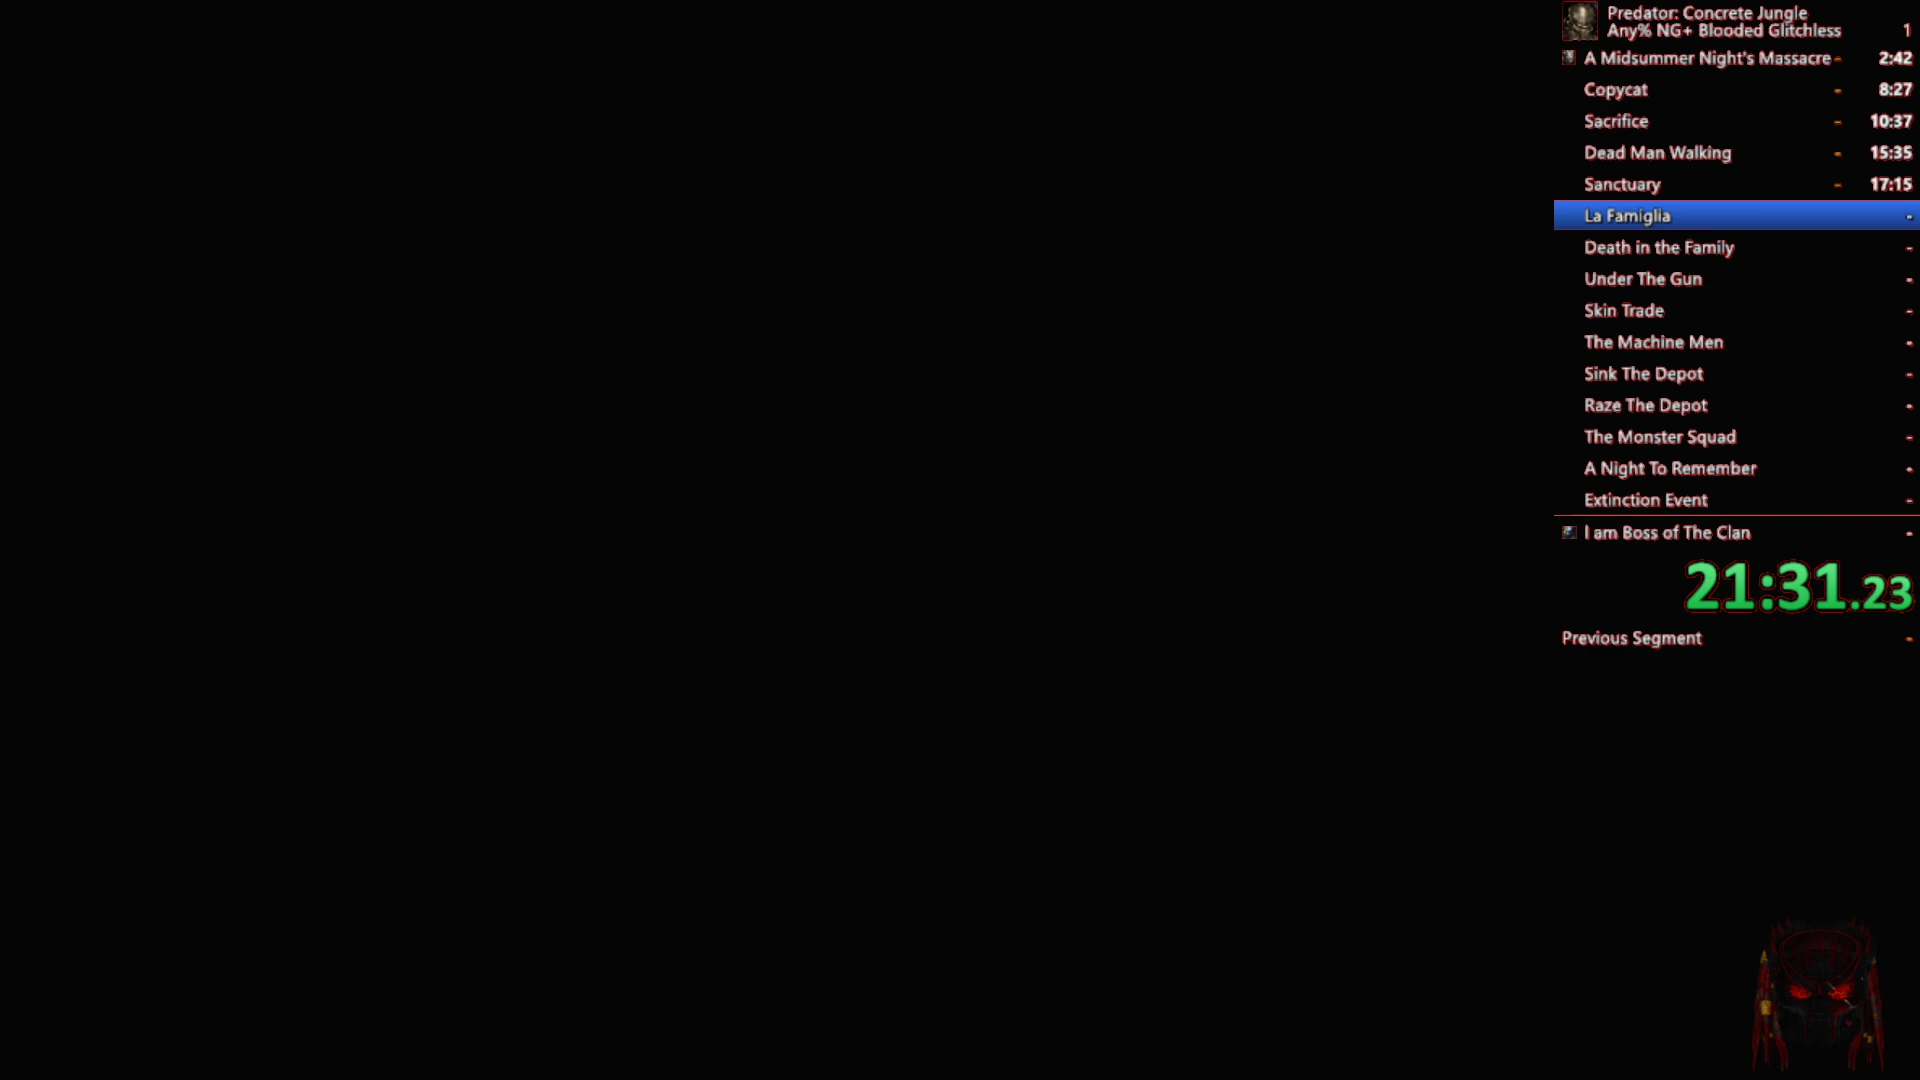 Predator: Concrete Jungle
Any% NG+ Blooded Glitchless 1
A Midsummer Night's Massacre - 2:42
Copycat - 8:27
Sacrifice - 10:37
Dead Man Walking - 15:35
Sanctuary - 17:15
La Famiglia -
Death in the Family -
Under The Gun -
Skin Trade -
The Machine Men -
Sink The Depot -
Raze The Depot -
The Monster Squad -
A Night To Remember -
Extinction Event -
I am Boss of The Clan -
21:31.23
Previous Segment -